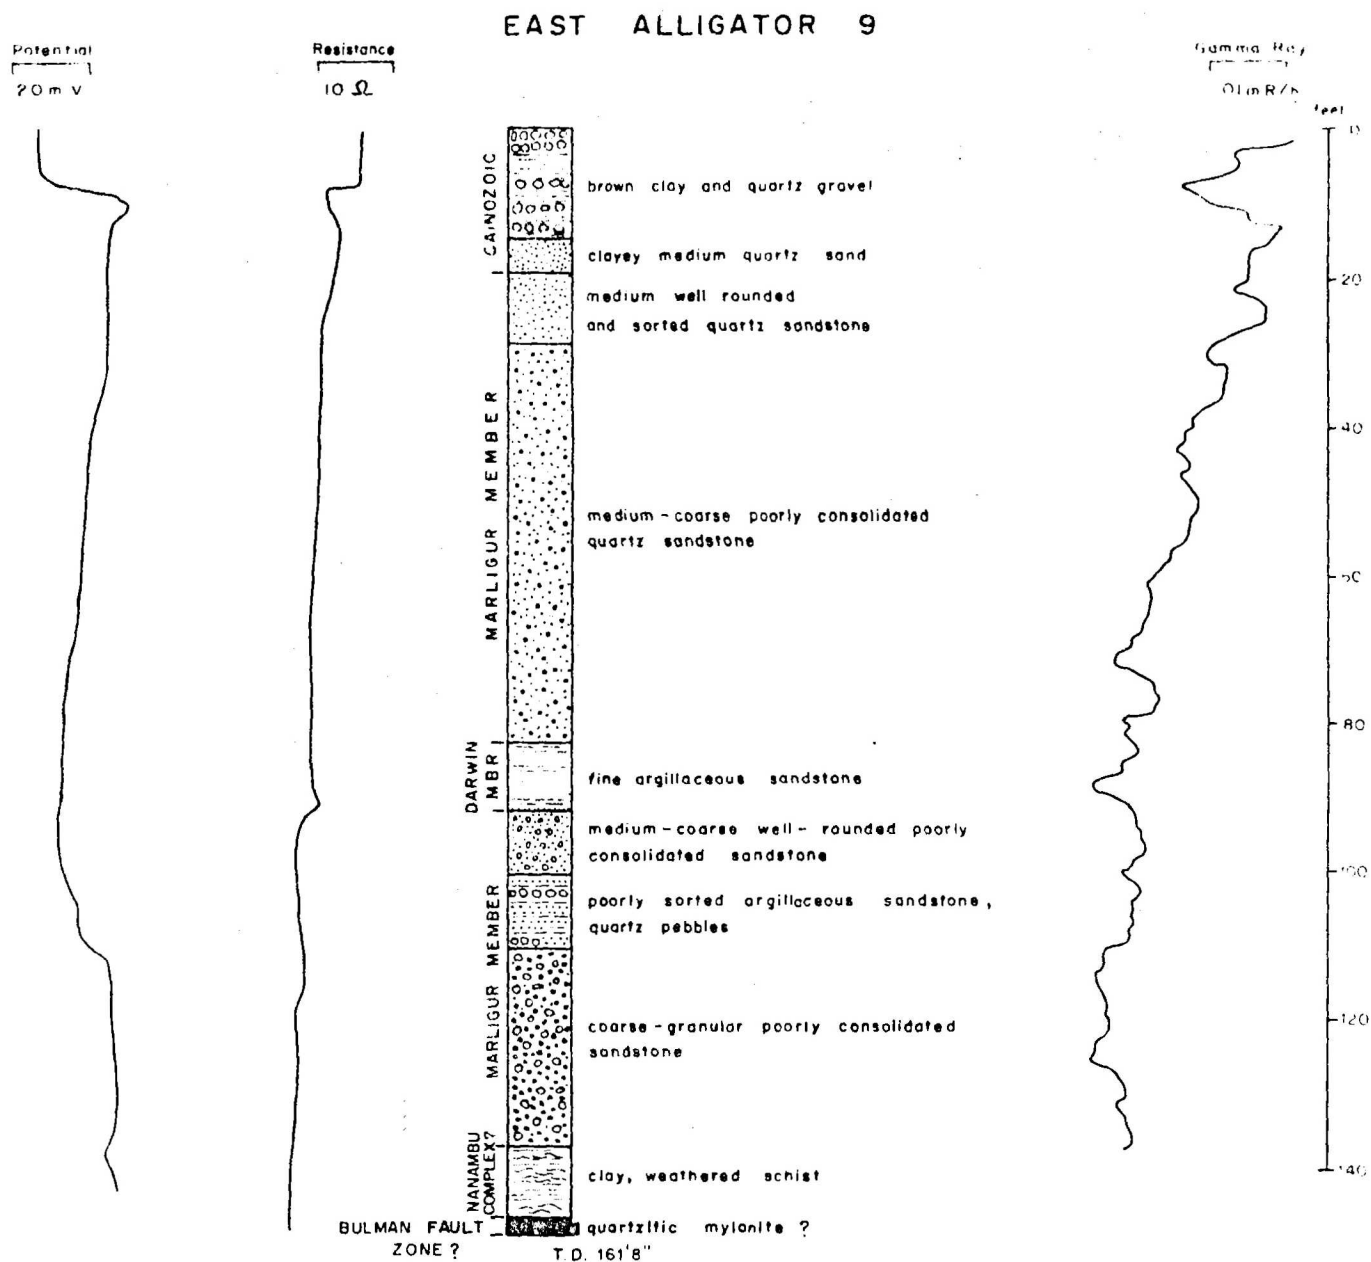 EAST ALLIGATOR 9
Potential
20 m V
Resistance
10 Ω
Gamma Ray
feet
CAINOZOIC
brown clay and quartz gravel
clayey medium quartz sand
medium well rounded
and sorted quartz sandstone
MARLIGUR MEMBER
medium-coarse poorly consolidated
quartz sandstone
DARWIN
MBR
fine argillaceous sandstone
medium-coarse well-rounded poorly
consolidated sandstone
MARLIGUR MEMBER
poorly sorted argillaceous sandstone,
quartz pebbles
coarse-granular poorly consolidated
sandstone
NANAMBU
COMPLEX?
clay, weathered schist
BULMAN FAULT
ZONE ?
quartzitic mylonite ?
T.D. 161'8"
0
20
40
60
80
100
120
140